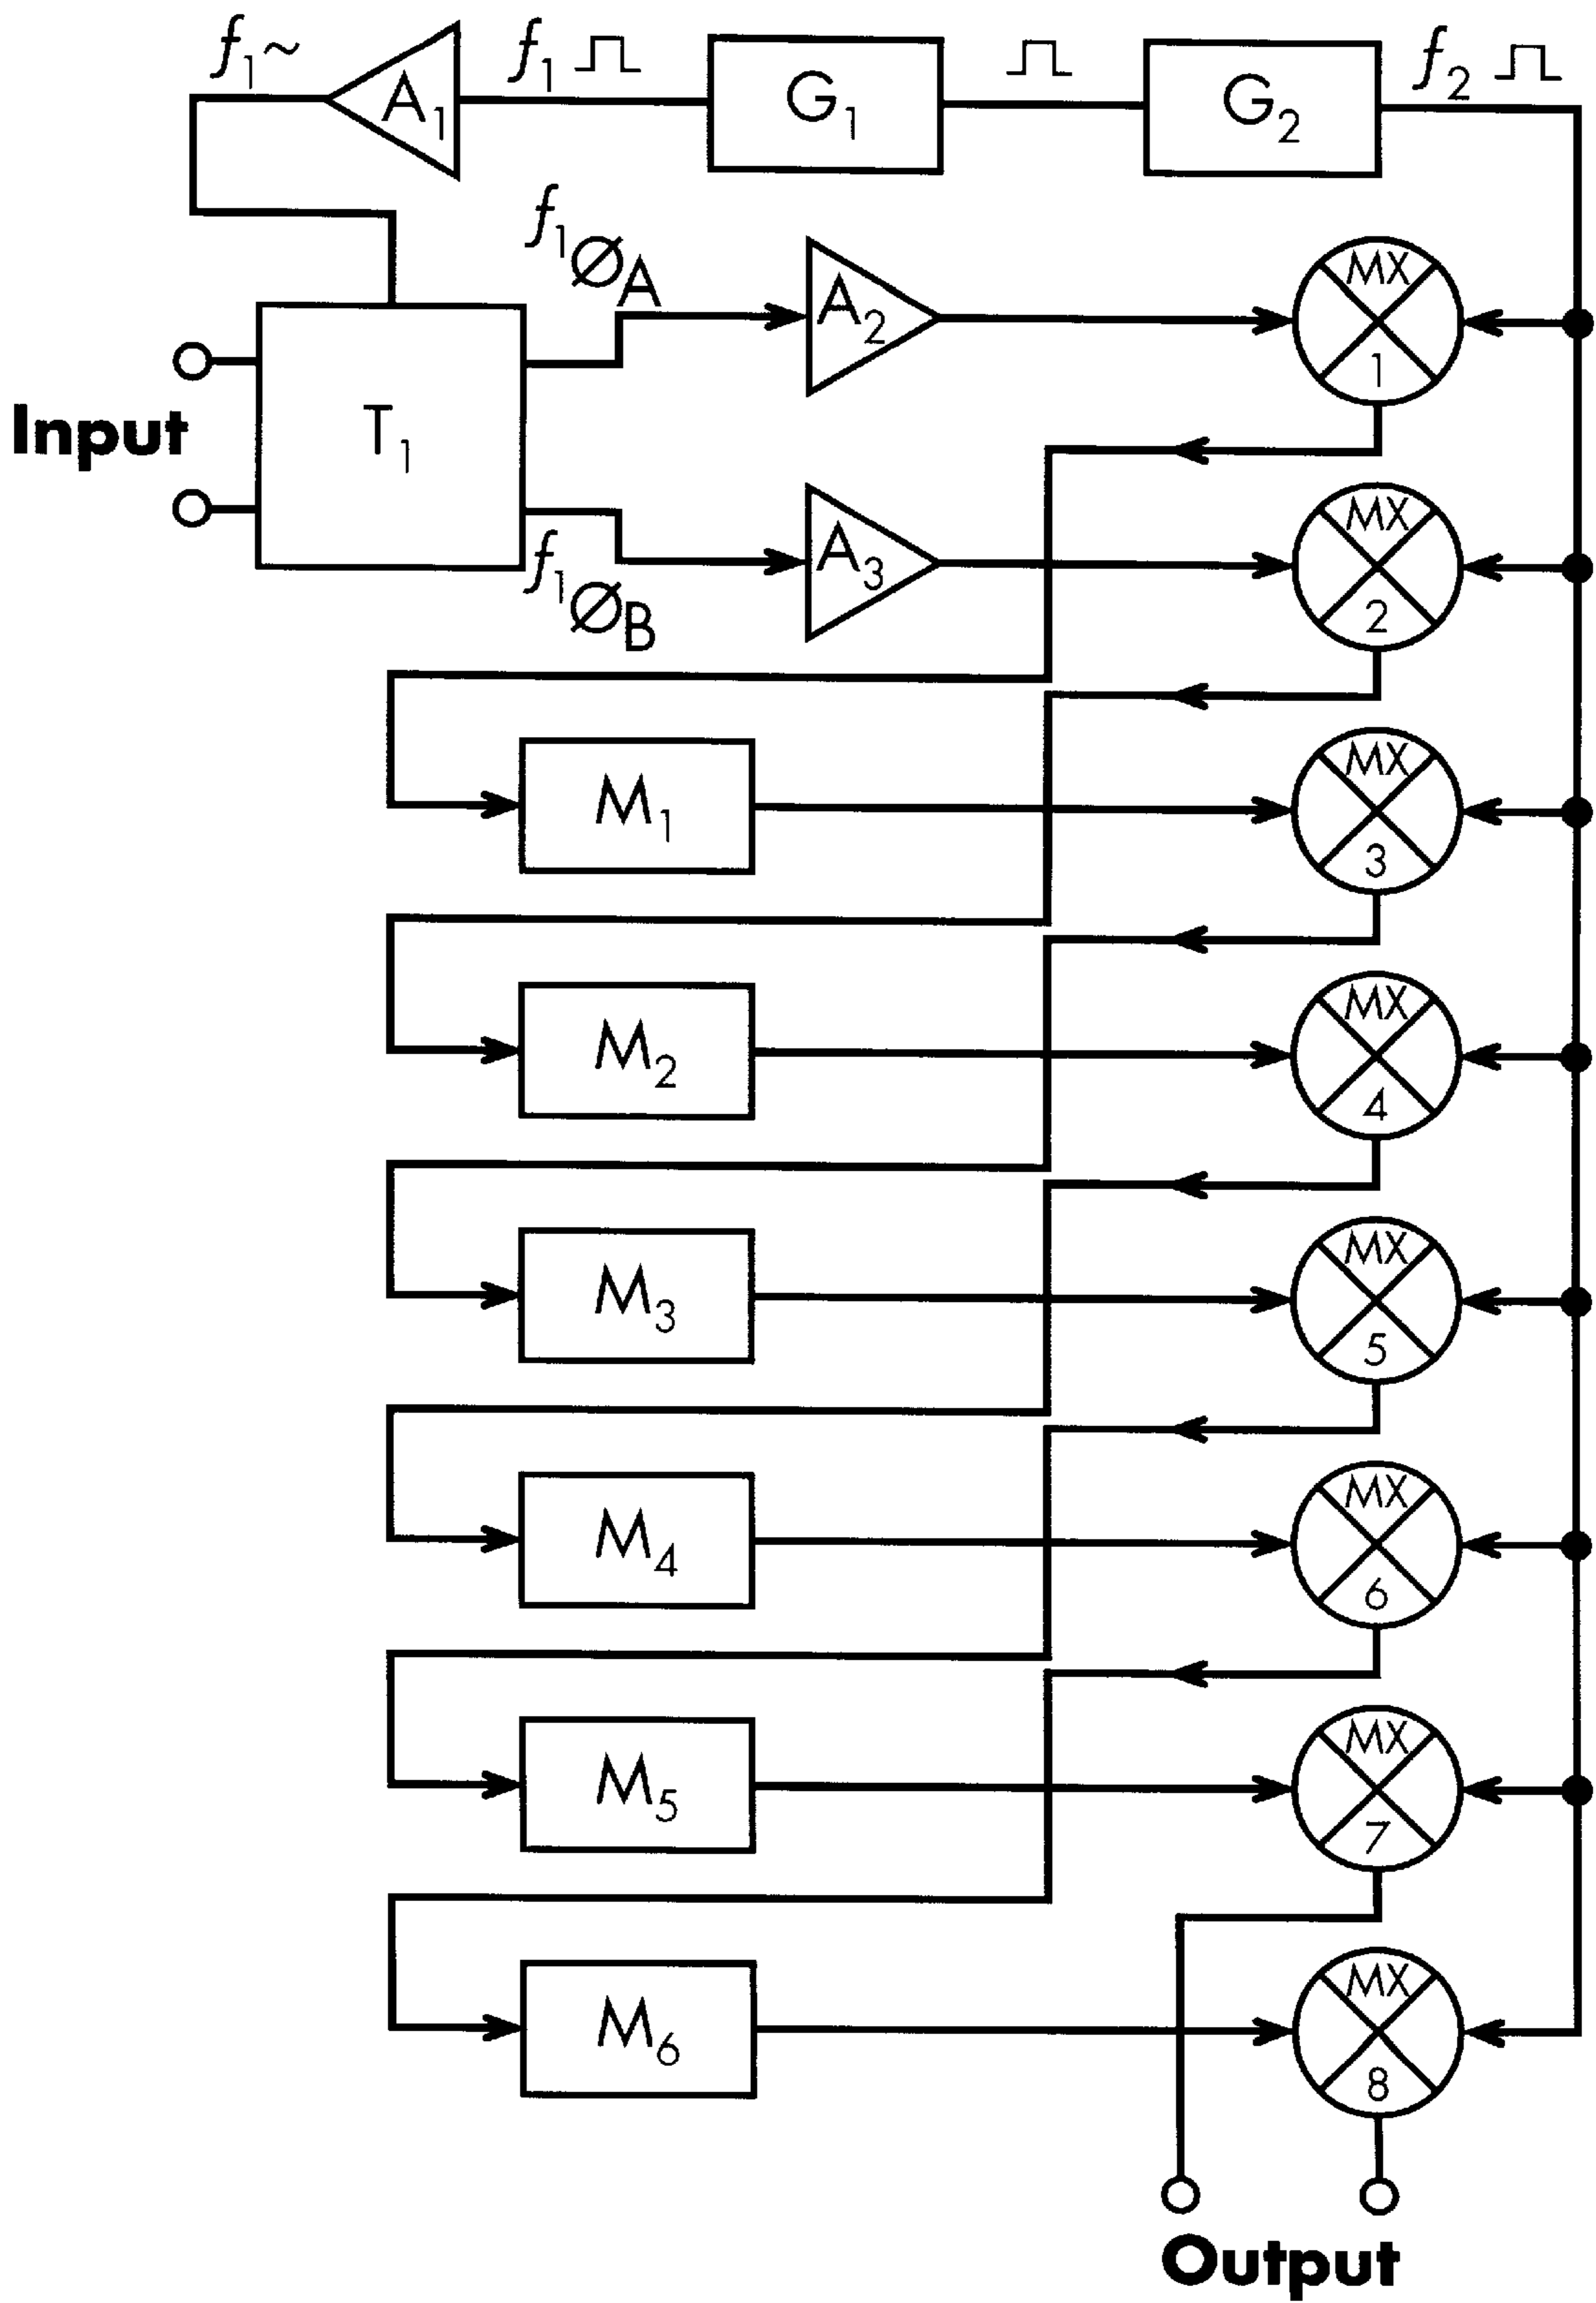 f₁~
A₁
f₁
G₁
G₂
f₂
f₁ØA
A₂
MX
1
Input
T₁
f₁ØB
A₃
MX
2
M₁
MX
3
M₂
MX
4
M₃
MX
5
M₄
MX
6
M₅
MX
7
M₆
MX
8
Output